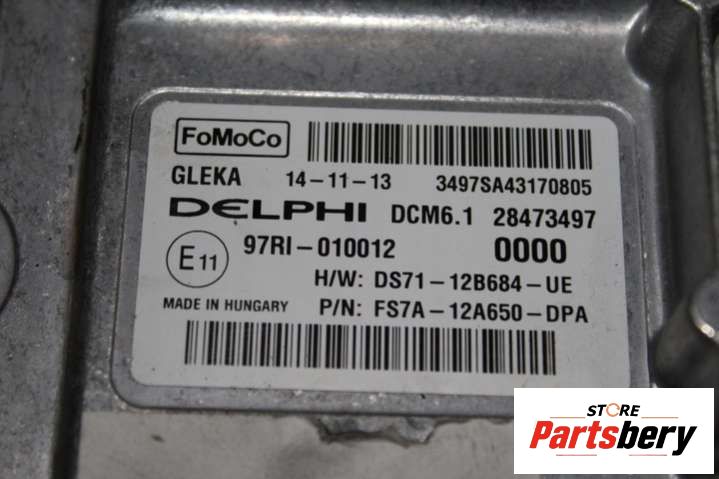 FoMoCo
GLEKA 14-11-13 3497SA43170805
DELPHI DCM6.1 28473497
E11 97RI-010012 0000
H/W: DS71-12B684-UE
MADE IN HUNGARY P/N: FS7A-12A650-DPA
STORE
Partsbery